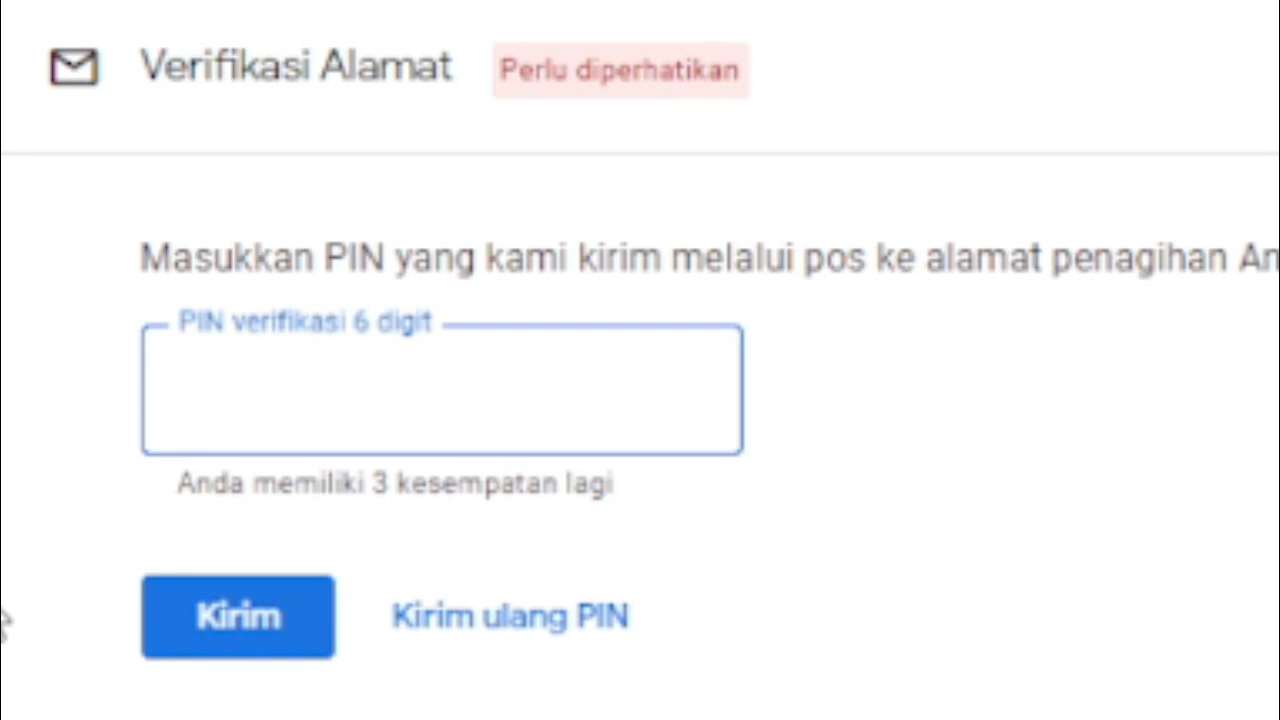 Verifikasi Alamat Perlu diperhatikan
Masukkan PIN yang kami kirim melalui pos ke alamat penagihan An
PIN verifikasi 6 digit
Anda memiliki 3 kesempatan lagi
Kirim Kirim ulang PIN